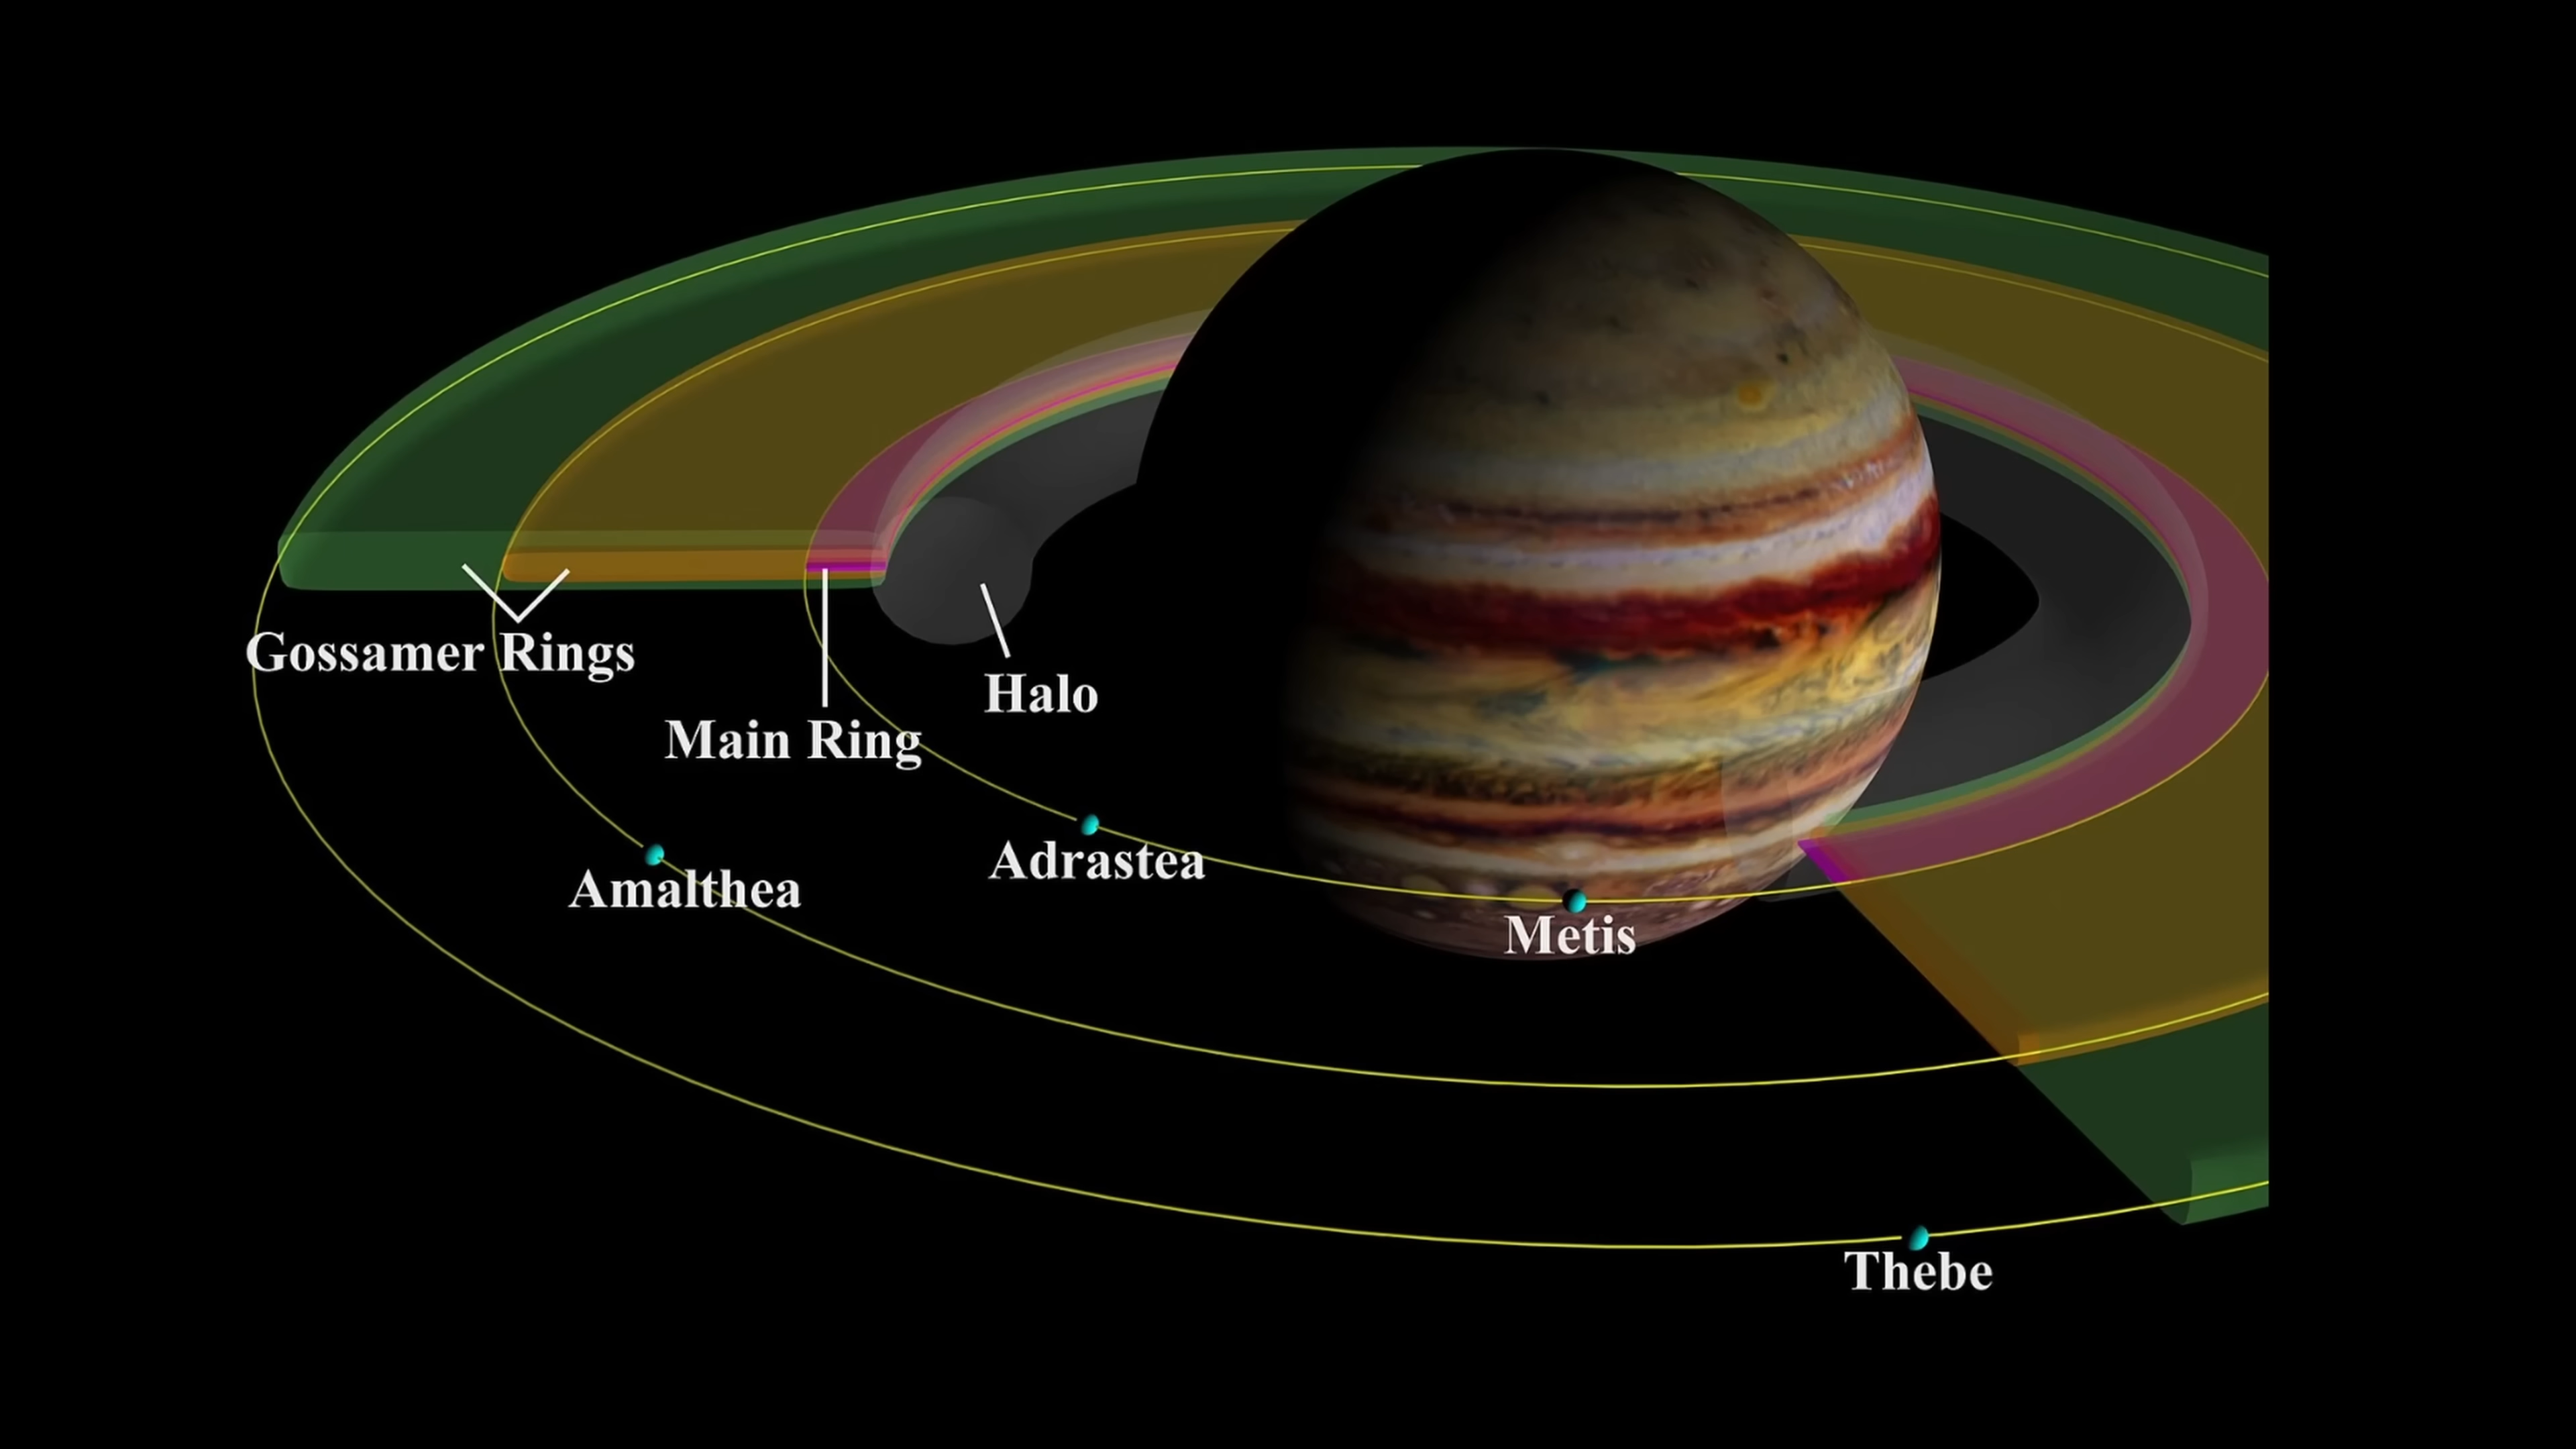 Gossamer Rings
Halo
Main Ring
Adrastea
Amalthea
Metis
Thebe